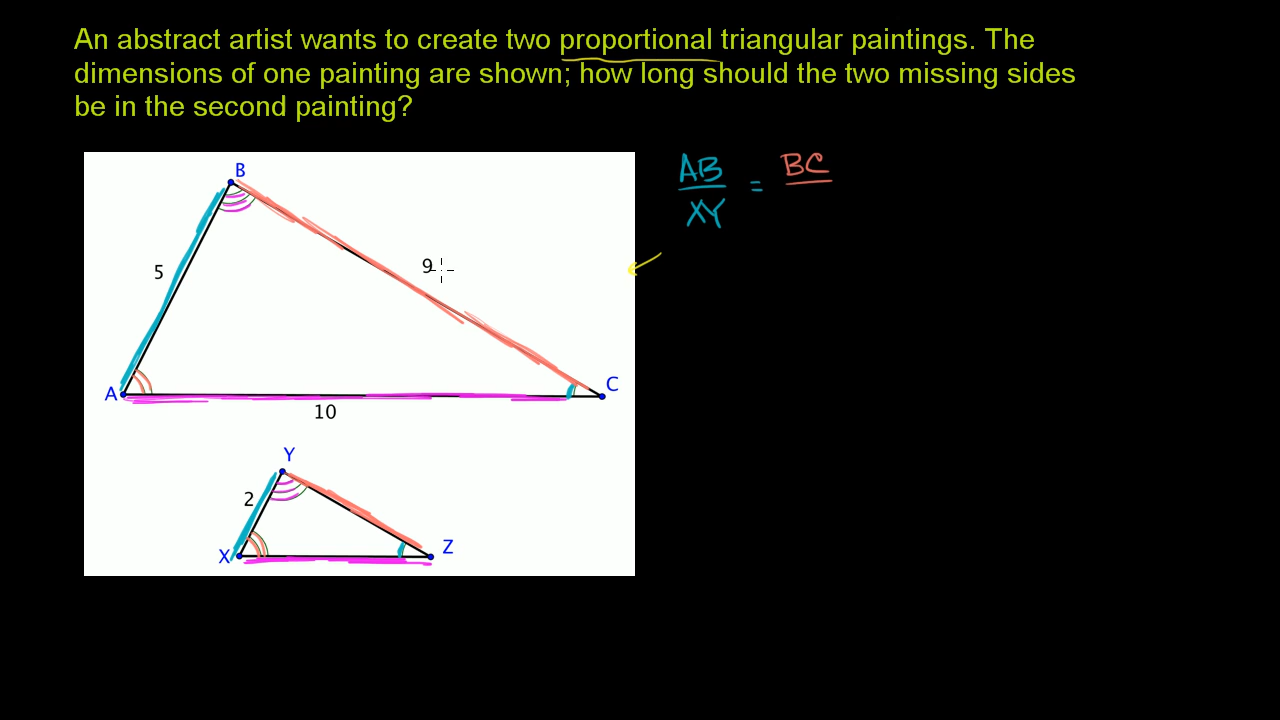 An abstract artist wants to create two proportional triangular paintings. The
dimensions of one painting are shown; how long should the two missing sides
be in the second painting?
B
AB = BC
XY
5
9
A
C
10
Y
2
X
Z